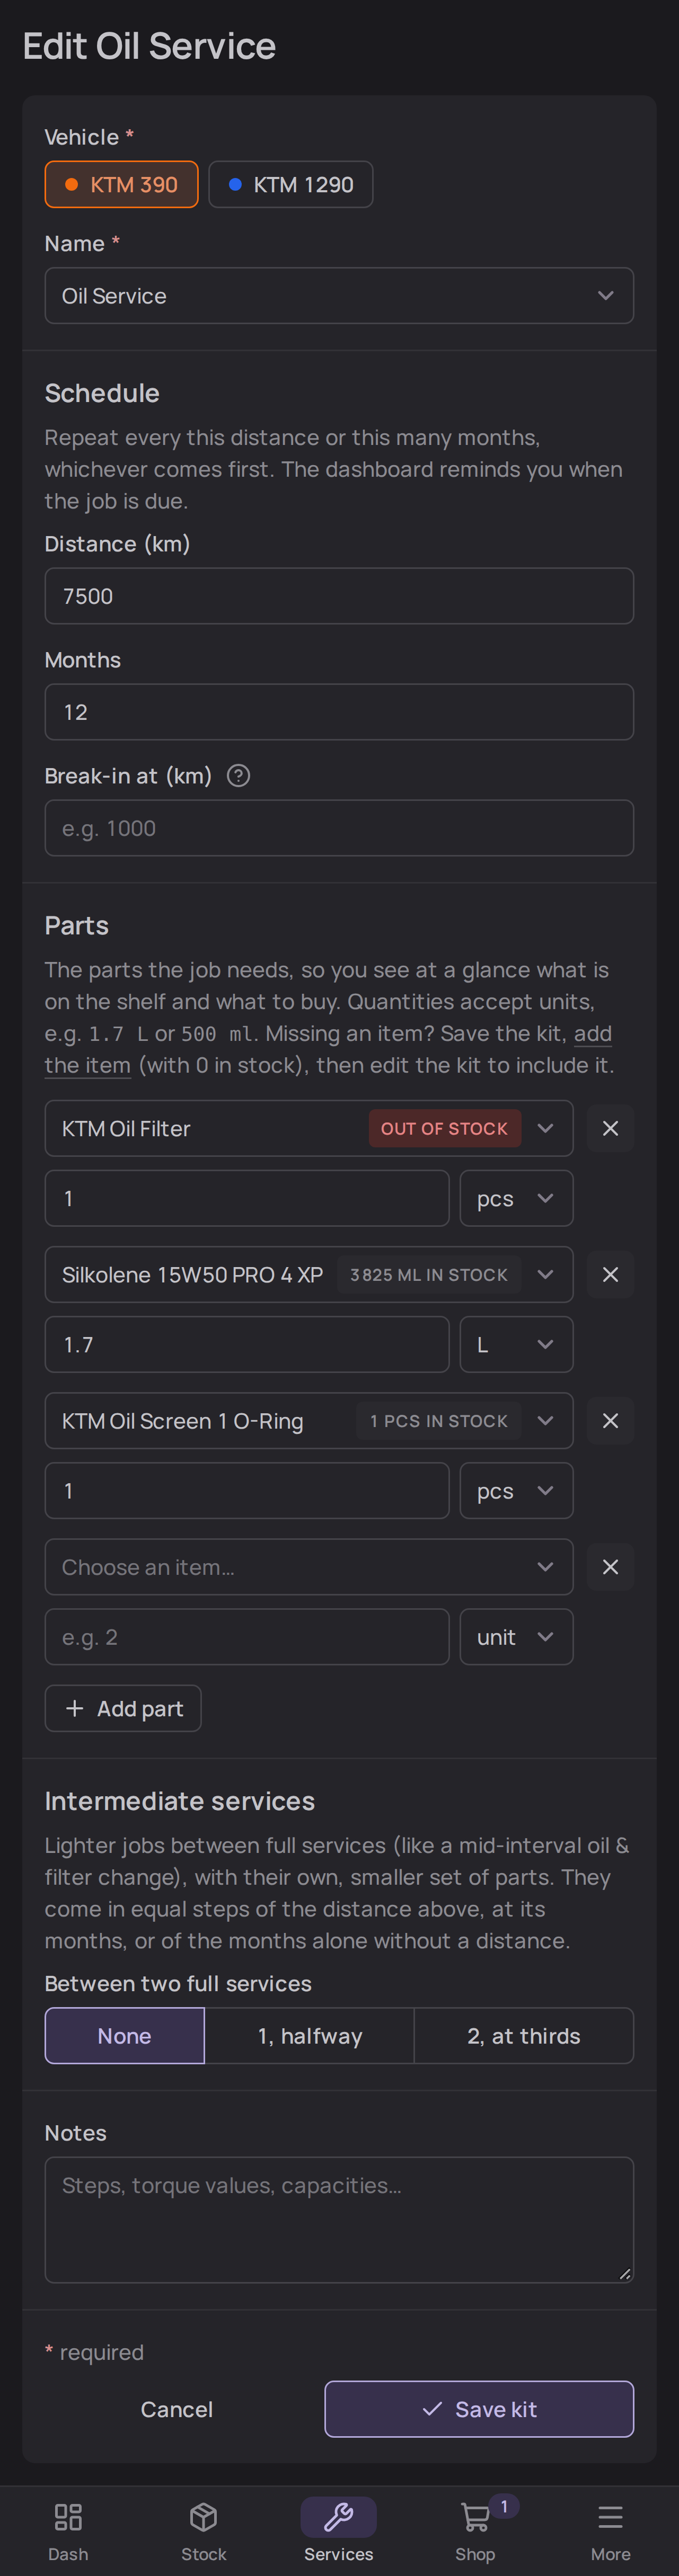 Edit Oil Service
Vehicle *
KTM 390
KTM 1290
Name *
Oil Service
Schedule
Repeat every this distance or this many months,
whichever comes first. The dashboard reminds you when
the job is due.
Distance (km)
7500
Months
12
Break-in at (km)
e.g. 1000
Parts
The parts the job needs, so you see at a glance what is
on the shelf and what to buy. Quantities accept units,
e.g. 1.7 L or 500 ml. Missing an item? Save the kit, add
the item (with 0 in stock), then edit the kit to include it.
KTM Oil Filter OUT OF STOCK
1 pcs
Silkolene 15W50 PRO 4 XP 3825 ML IN STOCK
1.7 L
KTM Oil Screen 1 O-Ring 1 PCS IN STOCK
1 pcs
Choose an item…
e.g. 2 unit
Add part
Intermediate services
Lighter jobs between full services (like a mid-interval oil &
filter change), with their own, smaller set of parts. They
come in equal steps of the distance above, at its
months, or of the months alone without a distance.
Between two full services
None 1, halfway 2, at thirds
Notes
Steps, torque values, capacities…
* required
Cancel Save kit
1
Dash Stock Services Shop More